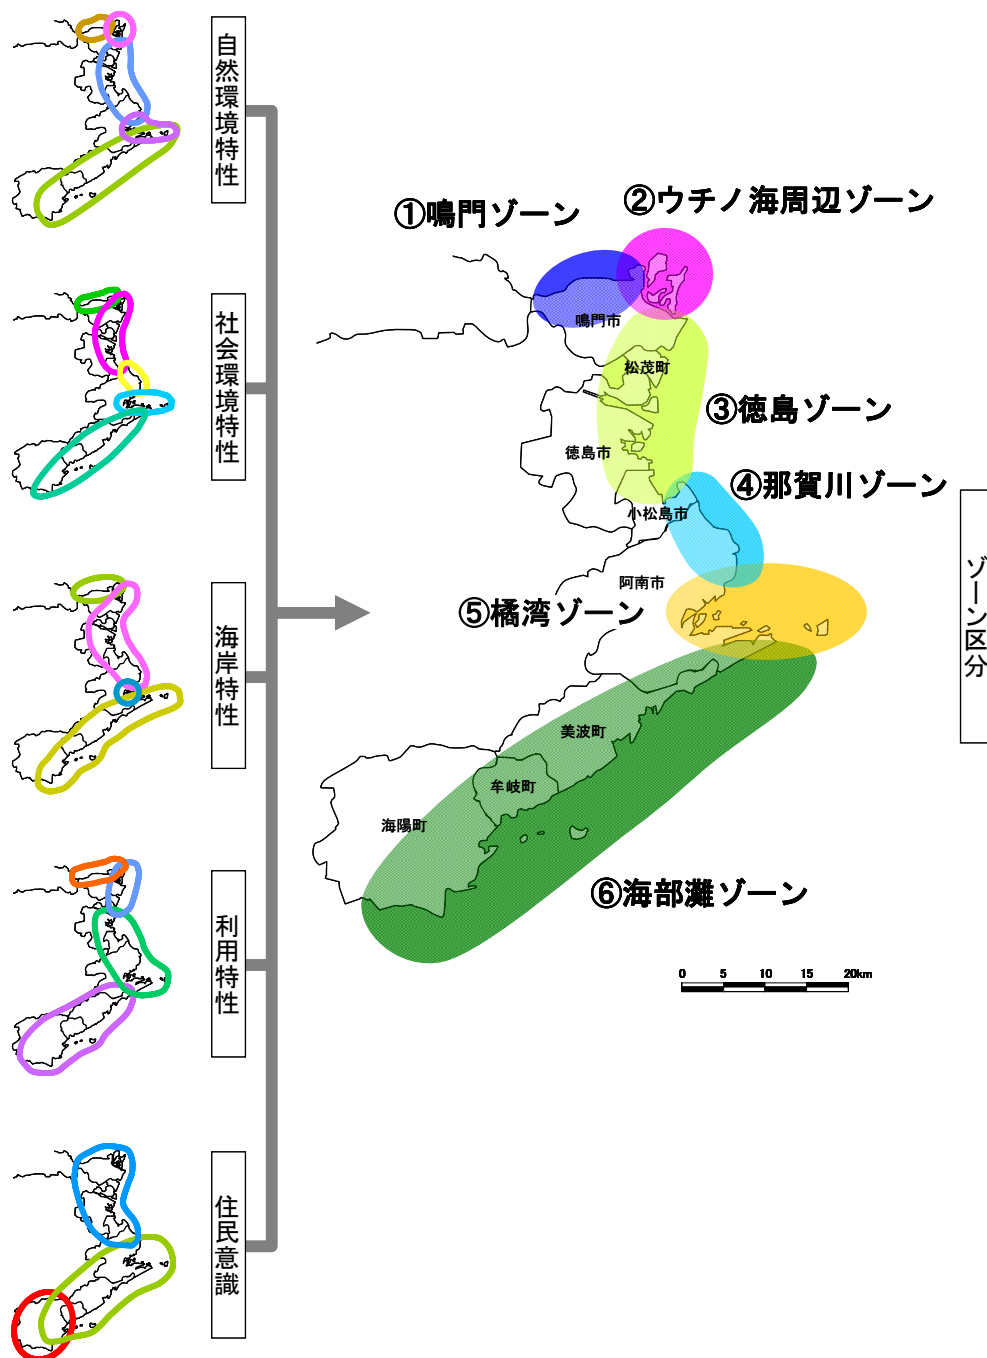 自然環境特性
社会環境特性
海岸特性
利用特性
住民意識
①鳴門ゾーン
②ウチノ海周辺ゾーン
鳴門市
松茂町
③徳島ゾーン
徳島市
④那賀川ゾーン
小松島市
阿南市
⑤橘湾ゾーン
美波町
牟岐町
海陽町
⑥海部灘ゾーン
0 5 10 15 20km
ゾーン区分